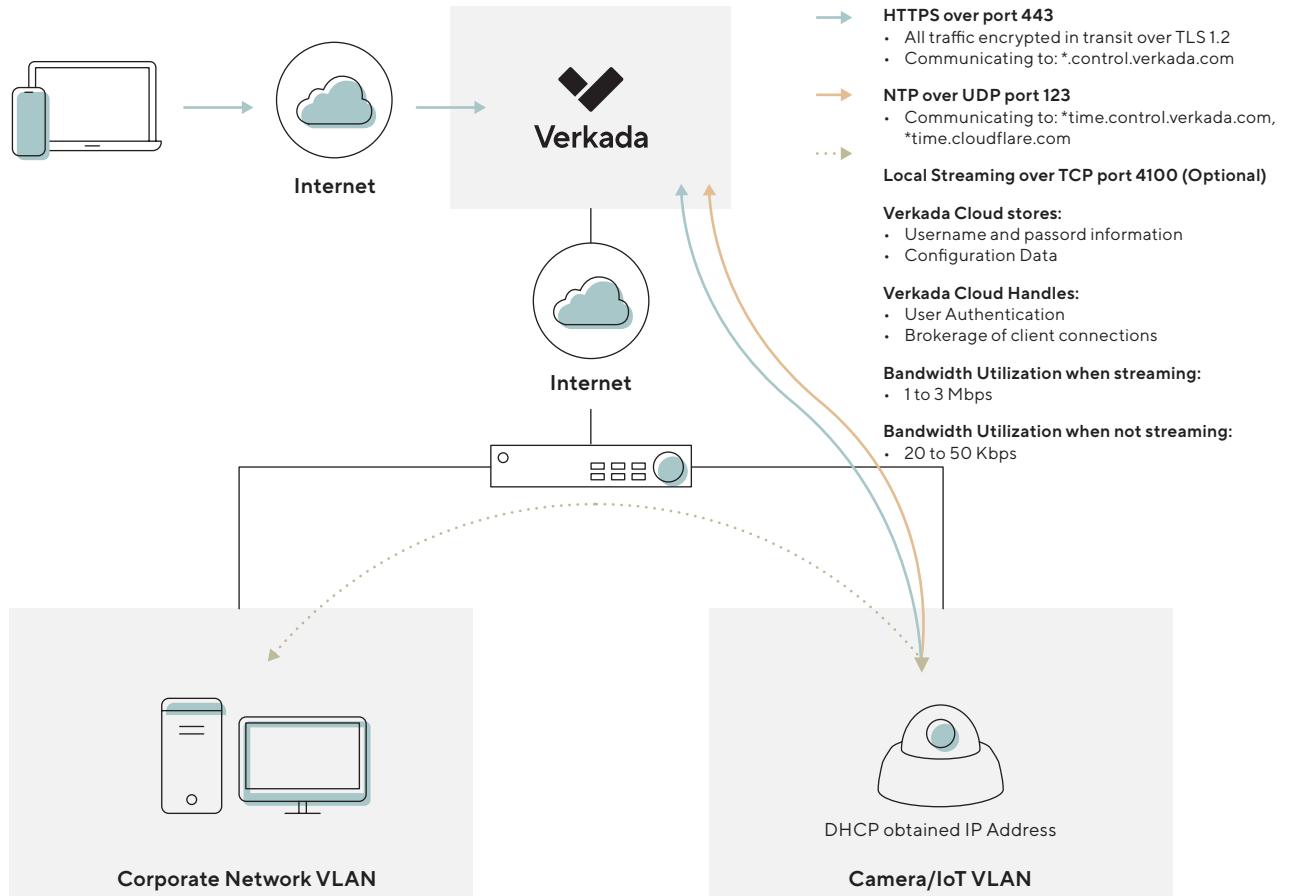 HTTPS over port 443
• All traffic encrypted in transit over TLS 1.2
• Communicating to: *.control.verkada.com
NTP over UDP port 123
• Communicating to: *time.control.verkada.com,
*time.cloudflare.com
Local Streaming over TCP port 4100 (Optional)
Verkada Cloud stores:
• Username and passord information
• Configuration Data
Verkada Cloud Handles:
• User Authentication
• Brokerage of client connections
Bandwidth Utilization when streaming:
• 1 to 3 Mbps
Bandwidth Utilization when not streaming:
• 20 to 50 Kbps
Verkada
Internet
Internet
DHCP obtained IP Address
Corporate Network VLAN
Camera/IoT VLAN